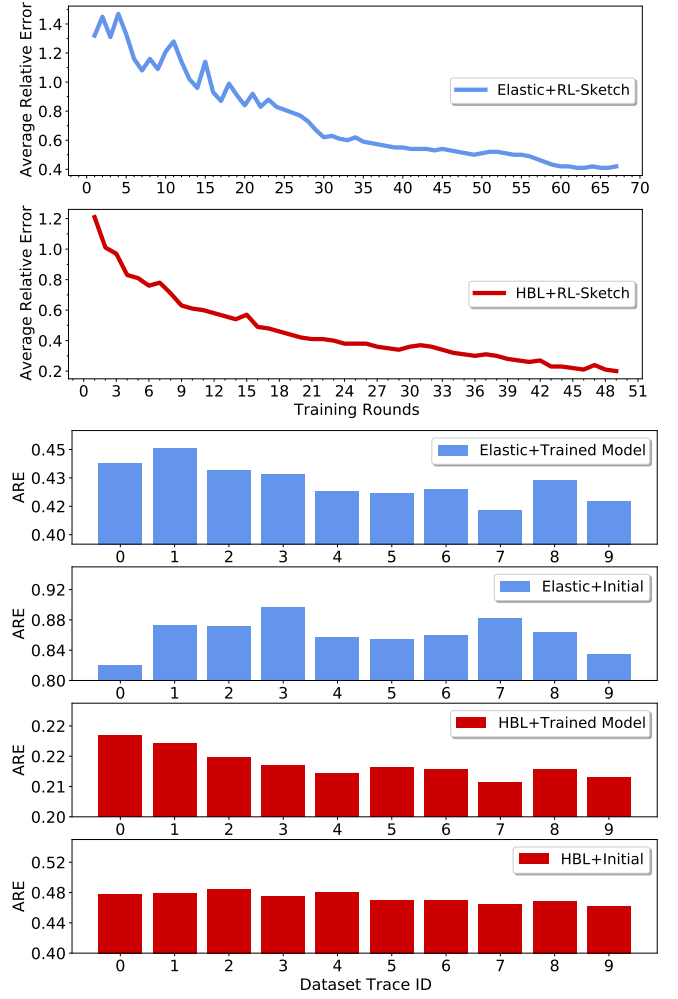 Average Relative Error
1.4
1.2
1.0
0.8
0.6
0.4
Elastic+RL-Sketch
0 5 10 15 20 25 30 35 40 45 50 55 60 65 70
Average Relative Error
1.2
1.0
0.8
0.6
0.4
0.2
HBL+RL-Sketch
0 3 6 9 12 15 18 21 24 27 30 33 36 39 42 45 48 51
Training Rounds
ARE
0.45
0.43
0.42
0.40
Elastic+Trained Model
0 1 2 3 4 5 6 7 8 9
ARE
0.92
0.88
0.84
0.80
Elastic+Initial
0 1 2 3 4 5 6 7 8 9
ARE
0.22
0.22
0.21
0.20
HBL+Trained Model
0 1 2 3 4 5 6 7 8 9
ARE
0.52
0.48
0.44
0.40
HBL+Initial
0 1 2 3 4 5 6 7 8 9
Dataset Trace ID